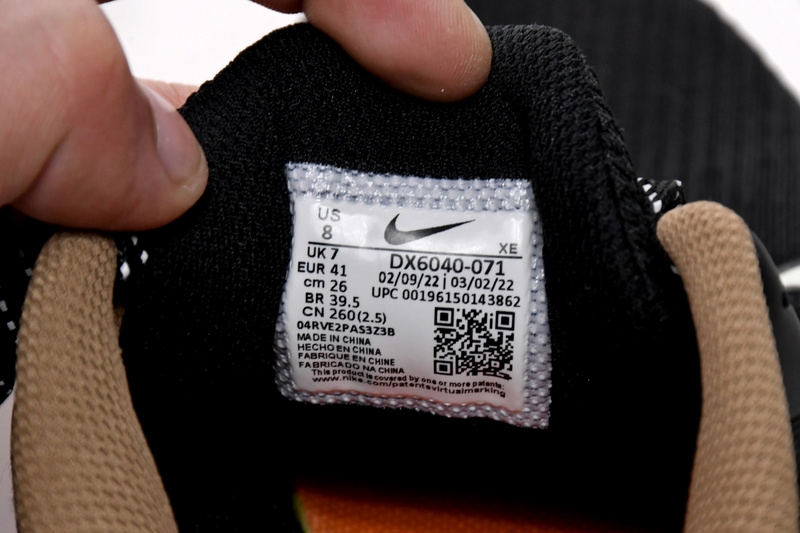 US
8
XE
UK 7
DX6040-071
EUR 41
02/09/22 | 03/02/22
cm 26
UPC 00196150143862
BR 39.5
CN 260(2.5)
04RVE2PAS3Z3B
MADE IN CHINA
HECHO EN CHINA
FABRIQUE EN CHINE
FABRICADO NA CHINA
This product is covered by one or more patents:
www.nike.com/patentsvirtualmarking